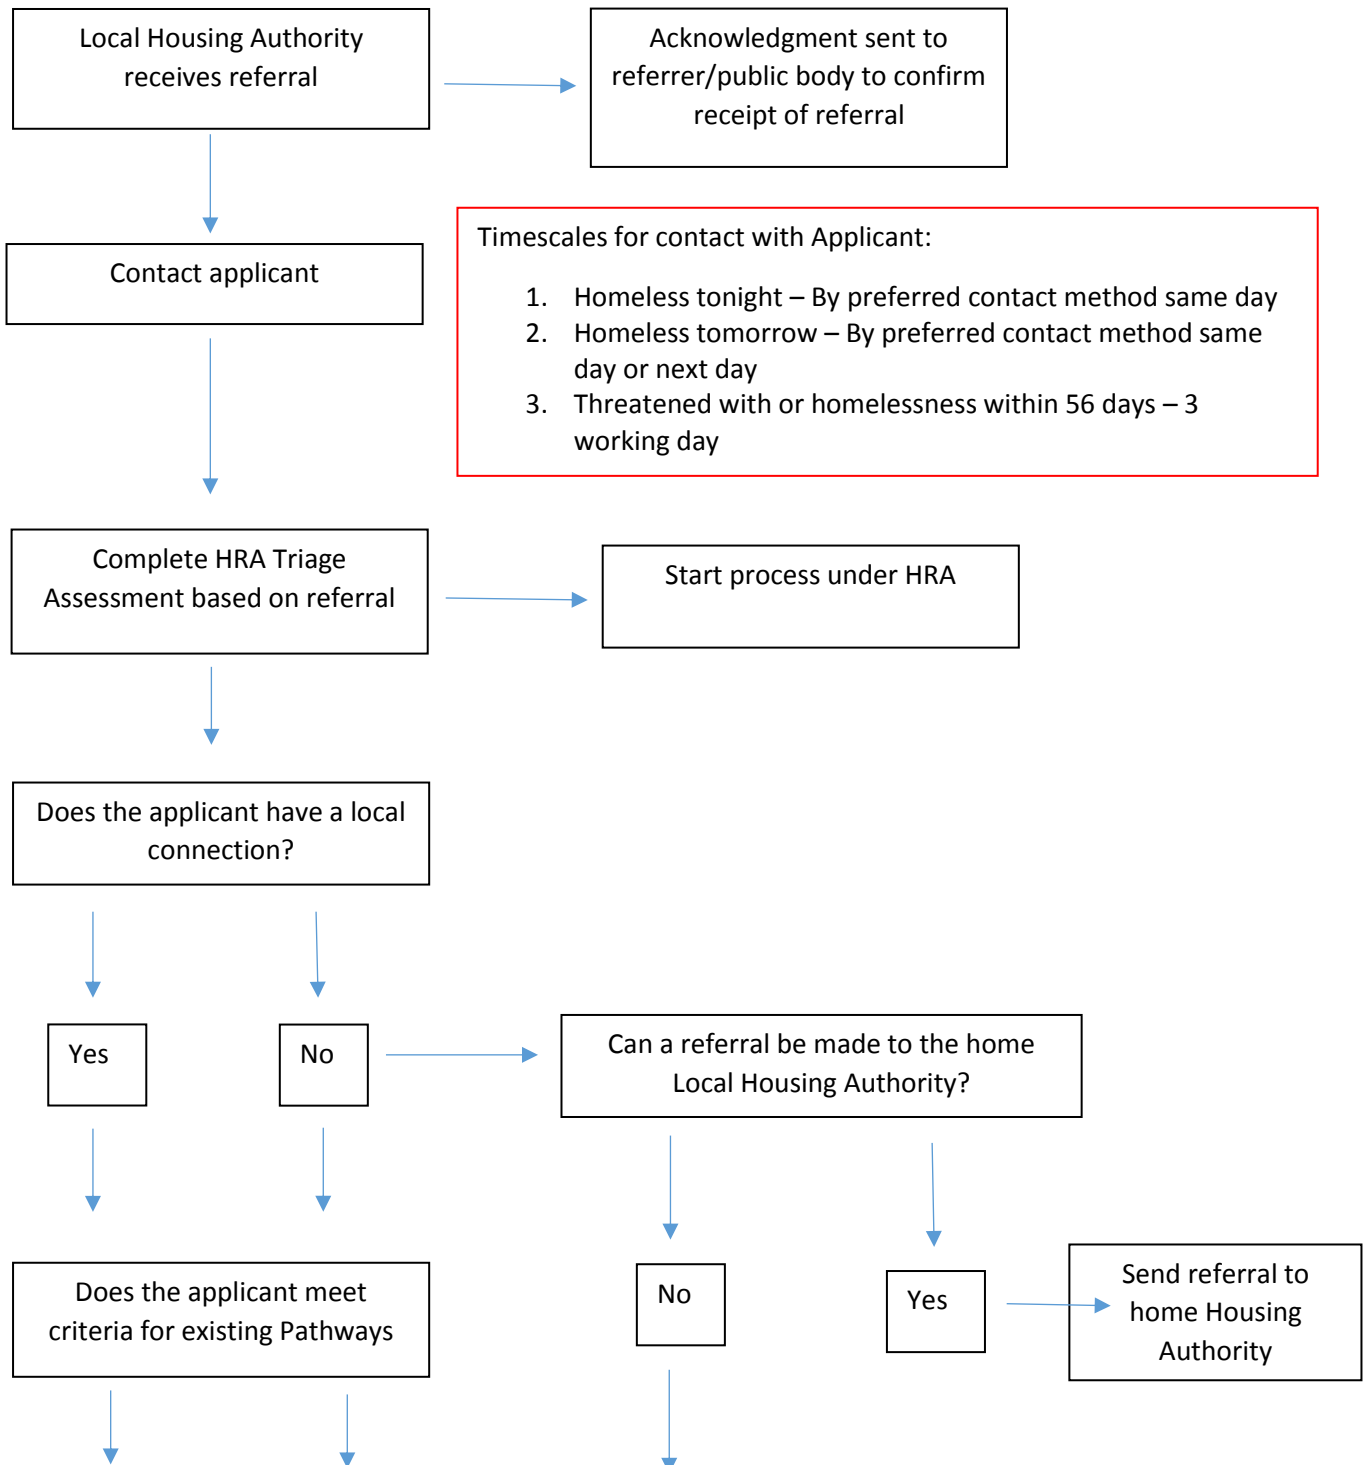 Local Housing Authority
receives referral
Acknowledgment sent to
referrer/public body to confirm
receipt of referral
Timescales for contact with Applicant:
1. Homeless tonight – By preferred contact method same day
2. Homeless tomorrow – By preferred contact method same
day or next day
3. Threatened with or homelessness within 56 days – 3
working day
Contact applicant
Complete HRA Triage
Assessment based on referral
Start process under HRA
Does the applicant have a local
connection?
Yes
No
Can a referral be made to the home
Local Housing Authority?
Does the applicant meet
criteria for existing Pathways
No
Yes
Send referral to
home Housing
Authority